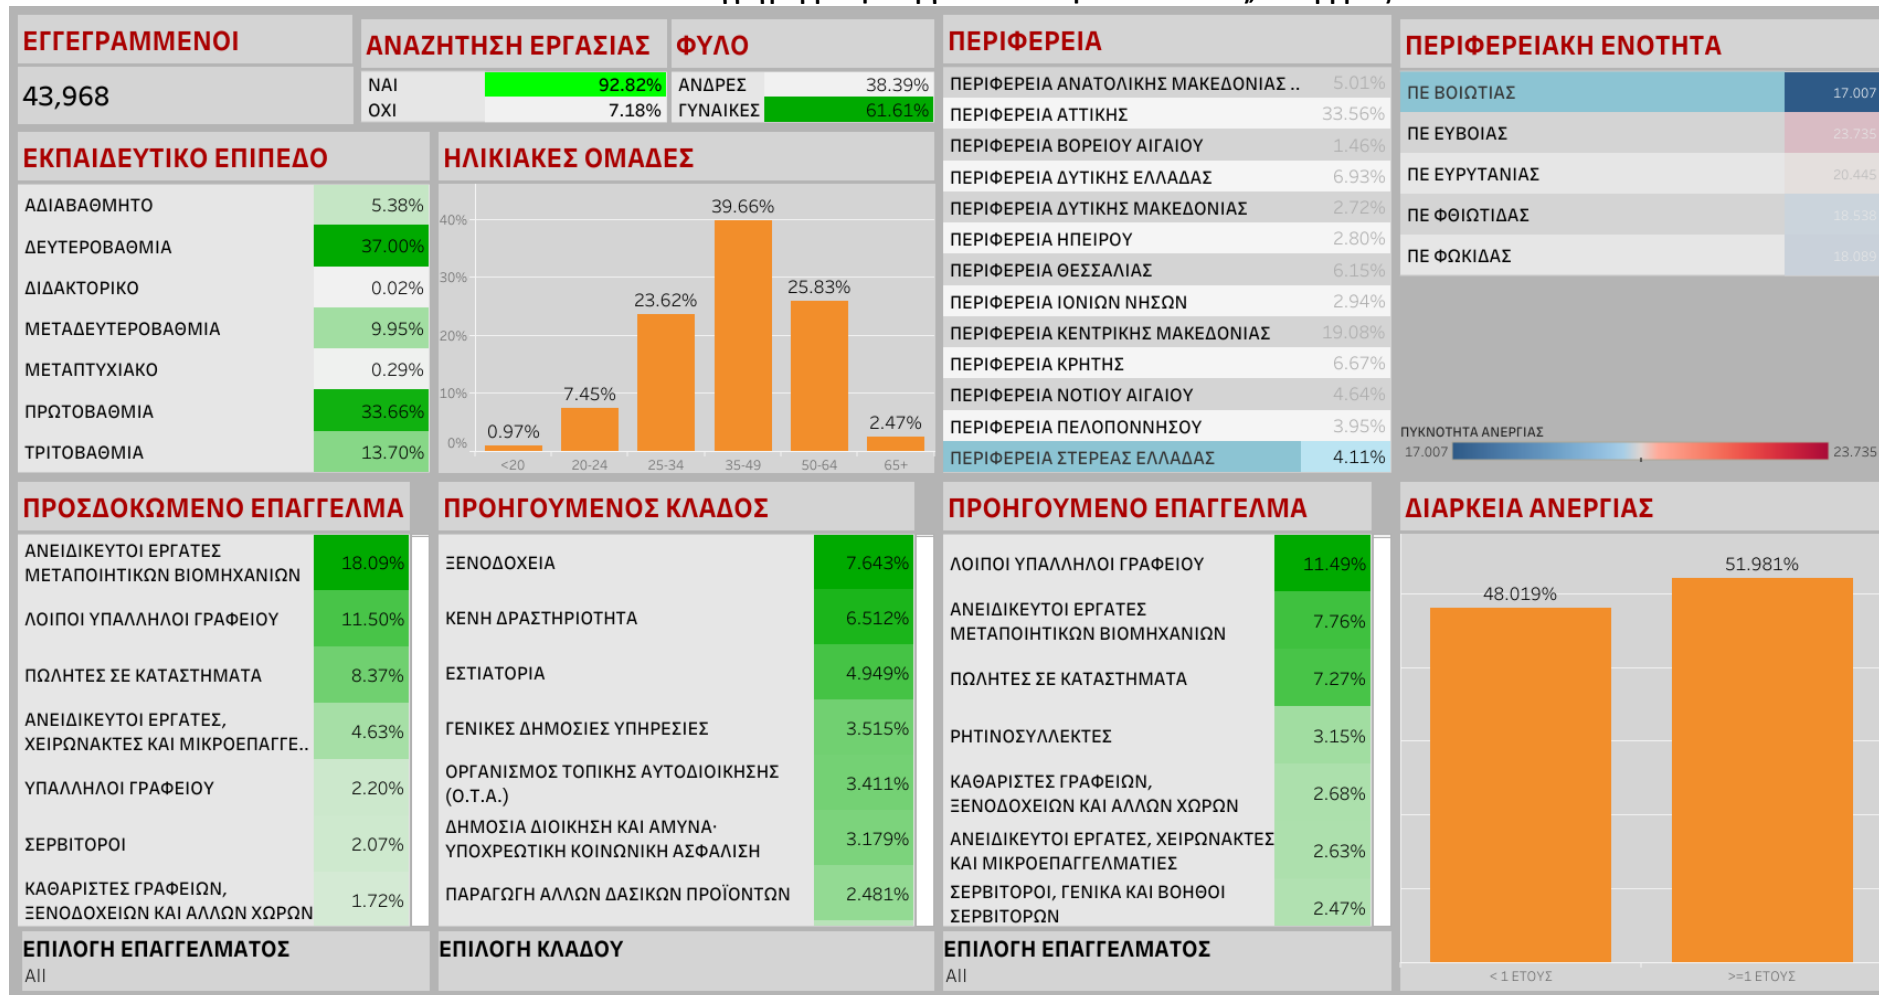 ΕΓΓΕΓΡΑΜΜΕΝΟΙ
43,968
ΑΝΑΖΗΤΗΣΗ ΕΡΓΑΣΙΑΣ
ΝΑΙ 92.82%
ΟΧΙ 7.18%
ΦΥΛΟ
ΑΝΔΡΕΣ 38.39%
ΓΥΝΑΙΚΕΣ 61.61%
ΕΚΠΑΙΔΕΥΤΙΚΟ ΕΠΙΠΕΔΟ
ΑΔΙΑΒΑΘΜΗΤΟ 5.38%
ΔΕΥΤΕΡΟΒΑΘΜΙΑ 37.00%
ΔΙΔΑΚΤΟΡΙΚΟ 0.02%
ΜΕΤΑΔΕΥΤΕΡΟΒΑΘΜΙΑ 9.95%
ΜΕΤΑΠΤΥΧΙΑΚΟ 0.29%
ΠΡΩΤΟΒΑΘΜΙΑ 33.66%
ΤΡΙΤΟΒΑΘΜΙΑ 13.70%
ΗΛΙΚΙΑΚΕΣ ΟΜΑΔΕΣ
40%
30%
20%
10%
0%
0.97%
7.45%
23.62%
39.66%
25.83%
2.47%
<20 20-24 25-34 35-49 50-64 65+
ΠΕΡΙΦΕΡΕΙΑ
ΠΕΡΙΦΕΡΕΙΑ ΑΝΑΤΟΛΙΚΗΣ ΜΑΚΕΔΟΝΙΑΣ .. 5.01%
ΠΕΡΙΦΕΡΕΙΑ ΑΤΤΙΚΗΣ 33.56%
ΠΕΡΙΦΕΡΕΙΑ ΒΟΡΕΙΟΥ ΑΙΓΑΙΟΥ 1.46%
ΠΕΡΙΦΕΡΕΙΑ ΔΥΤΙΚΗΣ ΕΛΛΑΔΑΣ 6.93%
ΠΕΡΙΦΕΡΕΙΑ ΔΥΤΙΚΗΣ ΜΑΚΕΔΟΝΙΑΣ 2.72%
ΠΕΡΙΦΕΡΕΙΑ ΗΠΕΙΡΟΥ 2.80%
ΠΕΡΙΦΕΡΕΙΑ ΘΕΣΣΑΛΙΑΣ 6.15%
ΠΕΡΙΦΕΡΕΙΑ ΙΟΝΙΩΝ ΝΗΣΩΝ 2.94%
ΠΕΡΙΦΕΡΕΙΑ ΚΕΝΤΡΙΚΗΣ ΜΑΚΕΔΟΝΙΑΣ 19.08%
ΠΕΡΙΦΕΡΕΙΑ ΚΡΗΤΗΣ 6.67%
ΠΕΡΙΦΕΡΕΙΑ ΝΟΤΙΟΥ ΑΙΓΑΙΟΥ 4.64%
ΠΕΡΙΦΕΡΕΙΑ ΠΕΛΟΠΟΝΝΗΣΟΥ 3.95%
ΠΕΡΙΦΕΡΕΙΑ ΣΤΕΡΕΑΣ ΕΛΛΑΔΑΣ 4.11%
ΠΕΡΙΦΕΡΕΙΑΚΗ ΕΝΟΤΗΤΑ
ΠΕ ΒΟΙΩΤΙΑΣ 17.007
ΠΕ ΕΥΒΟΙΑΣ 23.735
ΠΕ ΕΥΡΥΤΑΝΙΑΣ 20.445
ΠΕ ΦΘΙΩΤΙΔΑΣ 18.538
ΠΕ ΦΩΚΙΔΑΣ 18.089
ΠΥΚΝΟΤΗΤΑ ΑΝΕΡΓΙΑΣ
17.007 23.735
ΠΡΟΣΔΟΚΩΜΕΝΟ ΕΠΑΓΓΕΛΜΑ
ΑΝΕΙΔΙΚΕΥΤΟΙ ΕΡΓΑΤΕΣ
ΜΕΤΑΠΟΙΗΤΙΚΩΝ ΒΙΟΜΗΧΑΝΙΩΝ 18.09%
ΛΟΙΠΟΙ ΥΠΑΛΛΗΛΟΙ ΓΡΑΦΕΙΟΥ 11.50%
ΠΩΛΗΤΕΣ ΣΕ ΚΑΤΑΣΤΗΜΑΤΑ 8.37%
ΑΝΕΙΔΙΚΕΥΤΟΙ ΕΡΓΑΤΕΣ,
ΧΕΙΡΩΝΑΚΤΕΣ ΚΑΙ ΜΙΚΡΟΕΠΑΓΓΕ.. 4.63%
ΥΠΑΛΛΗΛΟΙ ΓΡΑΦΕΙΟΥ 2.20%
ΣΕΡΒΙΤΟΡΟΙ 2.07%
ΚΑΘΑΡΙΣΤΕΣ ΓΡΑΦΕΙΩΝ,
ΞΕΝΟΔΟΧΕΙΩΝ ΚΑΙ ΑΛΛΩΝ ΧΩΡΩΝ 1.72%
ΕΠΙΛΟΓΗ ΕΠΑΓΓΕΛΜΑΤΟΣ
All
ΠΡΟΗΓΟΥΜΕΝΟΣ ΚΛΑΔΟΣ
ΞΕΝΟΔΟΧΕΙΑ 7.643%
ΚΕΝΗ ΔΡΑΣΤΗΡΙΟΤΗΤΑ 6.512%
ΕΣΤΙΑΤΟΡΙΑ 4.949%
ΓΕΝΙΚΕΣ ΔΗΜΟΣΙΕΣ ΥΠΗΡΕΣΙΕΣ 3.515%
ΟΡΓΑΝΙΣΜΟΣ ΤΟΠΙΚΗΣ ΑΥΤΟΔΙΟΙΚΗΣΗΣ
(Ο.Τ.Α.) 3.411%
ΔΗΜΟΣΙΑ ΔΙΟΙΚΗΣΗ ΚΑΙ ΑΜΥΝΑ·
ΥΠΟΧΡΕΩΤΙΚΗ ΚΟΙΝΩΝΙΚΗ ΑΣΦΑΛΙΣΗ 3.179%
ΠΑΡΑΓΩΓΗ ΑΛΛΩΝ ΔΑΣΙΚΩΝ ΠΡΟΪΟΝΤΩΝ 2.481%
ΕΠΙΛΟΓΗ ΚΛΑΔΟΥ
ΠΡΟΗΓΟΥΜΕΝΟ ΕΠΑΓΓΕΛΜΑ
ΛΟΙΠΟΙ ΥΠΑΛΛΗΛΟΙ ΓΡΑΦΕΙΟΥ 11.49%
ΑΝΕΙΔΙΚΕΥΤΟΙ ΕΡΓΑΤΕΣ
ΜΕΤΑΠΟΙΗΤΙΚΩΝ ΒΙΟΜΗΧΑΝΙΩΝ 7.76%
ΠΩΛΗΤΕΣ ΣΕ ΚΑΤΑΣΤΗΜΑΤΑ 7.27%
ΡΗΤΙΝΟΣΥΛΛΕΚΤΕΣ 3.15%
ΚΑΘΑΡΙΣΤΕΣ ΓΡΑΦΕΙΩΝ,
ΞΕΝΟΔΟΧΕΙΩΝ ΚΑΙ ΑΛΛΩΝ ΧΩΡΩΝ 2.68%
ΑΝΕΙΔΙΚΕΥΤΟΙ ΕΡΓΑΤΕΣ, ΧΕΙΡΩΝΑΚΤΕΣ
ΚΑΙ ΜΙΚΡΟΕΠΑΓΓΕΛΜΑΤΙΕΣ 2.63%
ΣΕΡΒΙΤΟΡΟΙ, ΓΕΝΙΚΑ ΚΑΙ ΒΟΗΘΟΙ
ΣΕΡΒΙΤΟΡΩΝ 2.47%
ΕΠΙΛΟΓΗ ΕΠΑΓΓΕΛΜΑΤΟΣ
All
ΔΙΑΡΚΕΙΑ ΑΝΕΡΓΙΑΣ
48.019%
51.981%
< 1 ΕΤΟΥΣ >=1 ΕΤΟΥΣ